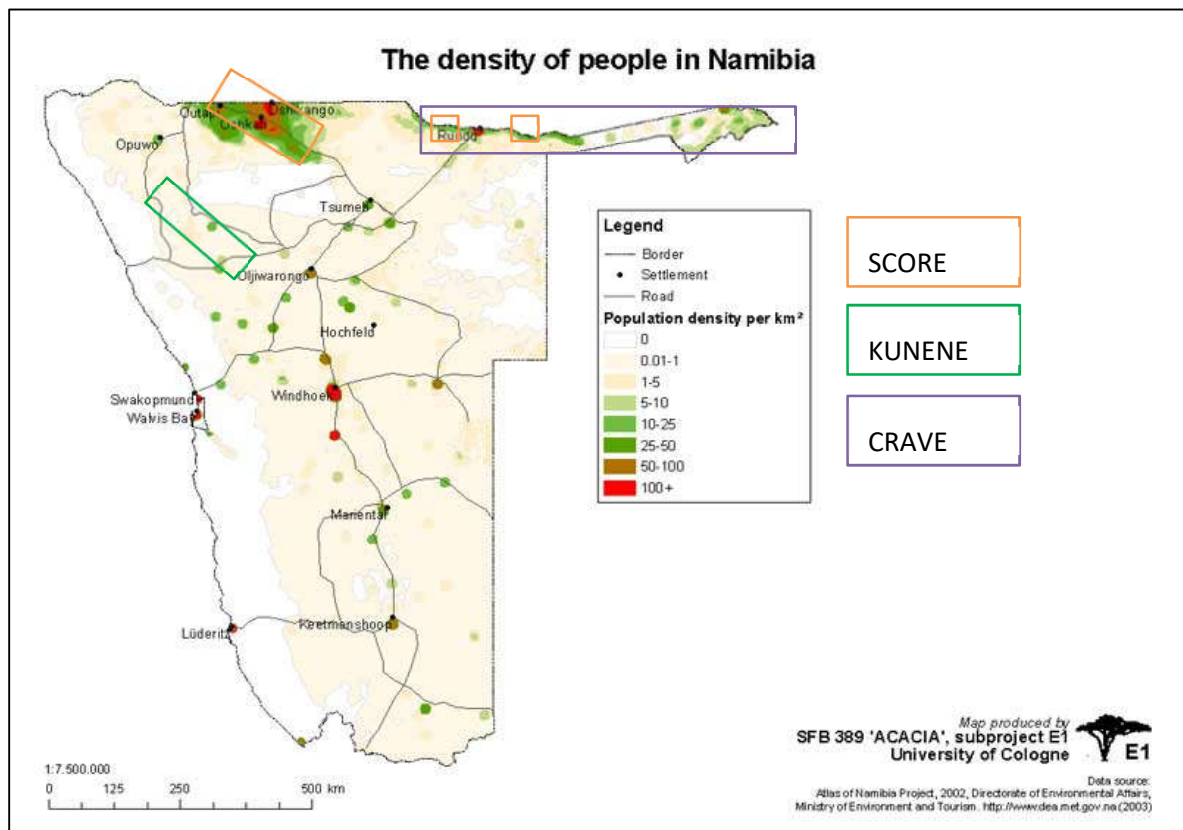 The density of people in Namibia
Outapi
Oshikango
Oshikati
Opuwo
Rundu
Tsumeb
Otjiwarongo
Hochfeld
Windhoek
Swakopmund
Walvis Bay
Mariental
Keetmanshoop
Lüderitz
Legend
Border
Settlement
Road
Population density per km²
0
0.01-1
1-5
5-10
10-25
25-50
50-100
100+
SCORE
KUNENE
CRAVE
1:7.500.000
0 125 250 500 km
Map produced by
SFB 389 'ACACIA', subproject E1
University of Cologne
E1
Data source:
Atlas of Namibia Project, 2002, Directorate of Environmental Affairs,
Ministry of Environment and Tourism. http://www.dea.met.gov.na (2003)